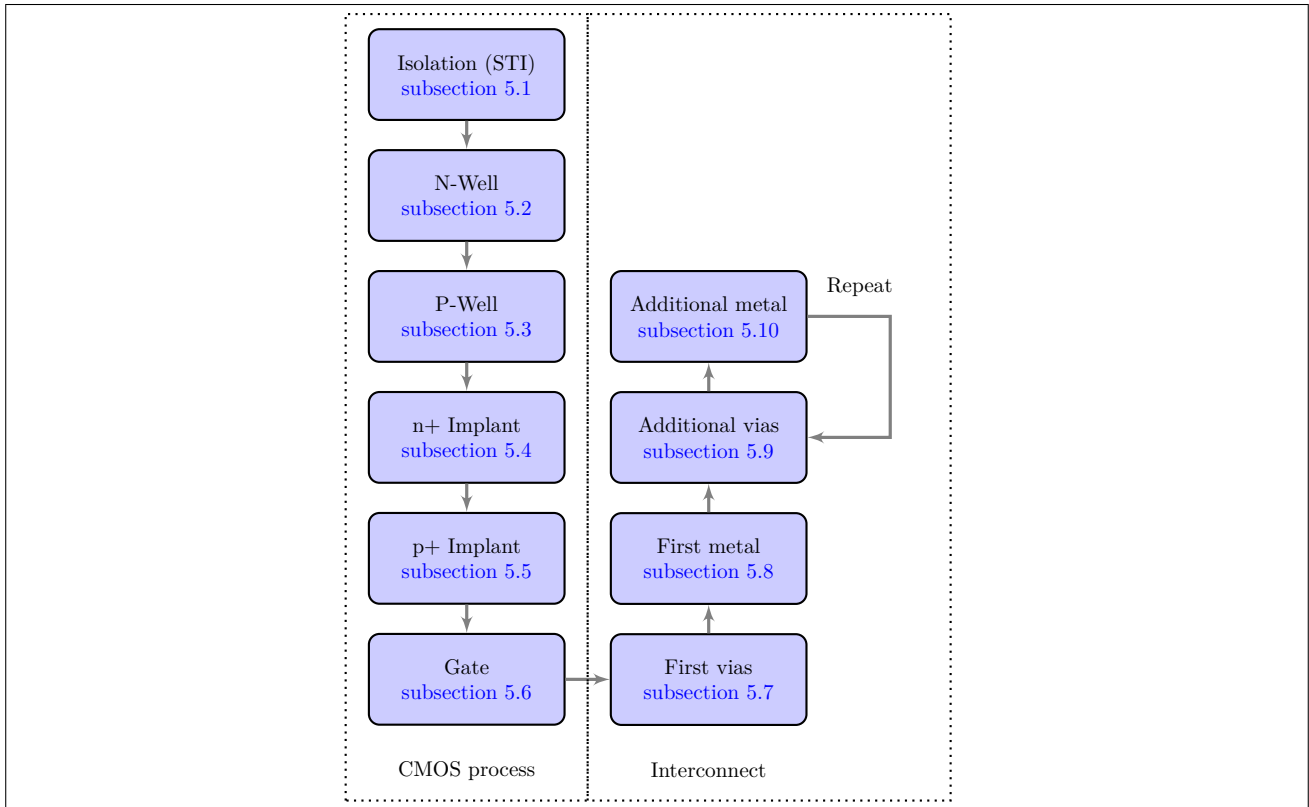 Isolation (STI)
subsection 5.1
N-Well
subsection 5.2
P-Well
subsection 5.3
n+ Implant
subsection 5.4
p+ Implant
subsection 5.5
Gate
subsection 5.6
CMOS process
Additional metal
subsection 5.10
Repeat
Additional vias
subsection 5.9
First metal
subsection 5.8
First vias
subsection 5.7
Interconnect